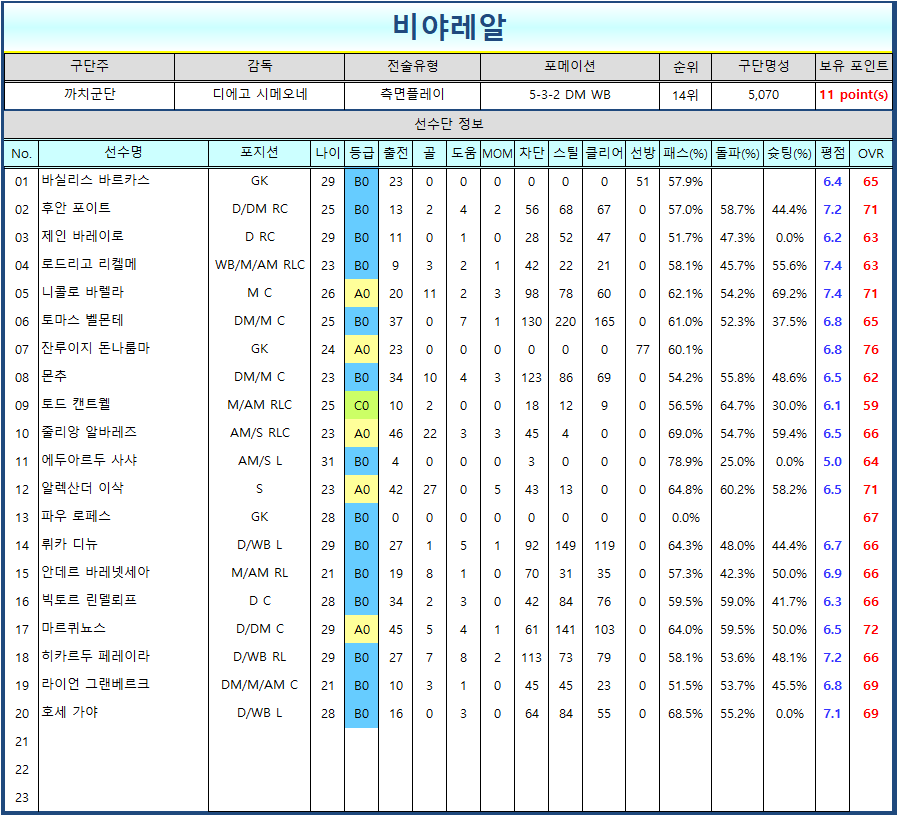 비야레알
구단주 감독 전술유형 포메이션 순위 구단명성 보유 포인트
까치군단 디에고 시메오네 측면플레이 5-3-2 DM WB 14위 5,070 11 point(s)
선수단 정보
No. 선수명 포지션 나이 등급 출전 골 도움 MOM 차단 스틸 클리어 선방 패스(%) 돌파(%) 슛팅(%) 평점 OVR
01 바실리스 바르카스 GK 29 B0 23 0 0 0 0 0 0 51 57.9% 6.4 65
02 후안 포이트 D/DM RC 25 B0 13 2 4 2 56 68 67 0 57.0% 58.7% 44.4% 7.2 71
03 제인 바레이로 D RC 29 B0 11 0 1 0 28 52 47 0 51.7% 47.3% 0.0% 6.2 63
04 로드리고 리켈메 WB/M/AM RLC 23 B0 9 3 2 1 42 22 21 0 58.1% 45.7% 55.6% 7.4 63
05 니콜로 바렐라 M C 26 A0 20 11 2 3 98 78 60 0 62.1% 54.2% 69.2% 7.4 71
06 토마스 벨몬테 DM/M C 25 B0 37 0 7 1 130 220 165 0 61.0% 52.3% 37.5% 6.8 65
07 잔루이지 돈나룸마 GK 24 A0 23 0 0 0 0 0 0 77 60.1% 6.8 76
08 몬추 DM/M C 23 B0 34 10 4 3 123 86 69 0 54.2% 55.8% 48.6% 6.5 62
09 토드 캔트웰 M/AM RLC 25 C0 10 2 0 0 18 12 9 0 56.5% 64.7% 30.0% 6.1 59
10 줄리앙 알바레즈 AM/S RLC 23 A0 46 22 3 3 45 4 0 0 69.0% 54.7% 59.4% 6.5 66
11 에두아르두 사샤 AM/S L 31 B0 4 0 0 0 3 0 0 0 78.9% 25.0% 0.0% 5.0 64
12 알렉산더 이삭 S 23 A0 42 27 0 5 43 13 0 0 64.8% 60.2% 58.2% 6.5 71
13 파우 로페스 GK 28 B0 0 0 0 0 0 0 0 0 0.0% 67
14 뤼카 디뉴 D/WB L 29 B0 27 1 5 1 92 149 119 0 64.3% 48.0% 44.4% 6.7 66
15 안데르 바레넷세아 M/AM RL 21 B0 19 8 1 0 70 31 35 0 57.3% 42.3% 50.0% 6.9 66
16 빅토르 린델뢰프 D C 28 B0 34 2 3 0 42 84 76 0 59.5% 59.0% 41.7% 6.3 66
17 마르퀴뇨스 D/DM C 29 A0 45 5 4 1 61 141 103 0 64.0% 59.5% 50.0% 6.5 72
18 히카르두 페레이라 D/WB RL 29 B0 27 7 8 2 113 73 79 0 58.1% 53.6% 48.1% 7.2 66
19 라이언 그랜베르크 DM/M/AM C 21 B0 10 3 1 0 45 45 23 0 51.5% 53.7% 45.5% 6.8 69
20 호세 가야 D/WB L 28 B0 16 0 3 0 64 84 55 0 68.5% 55.2% 0.0% 7.1 69
21
22
23